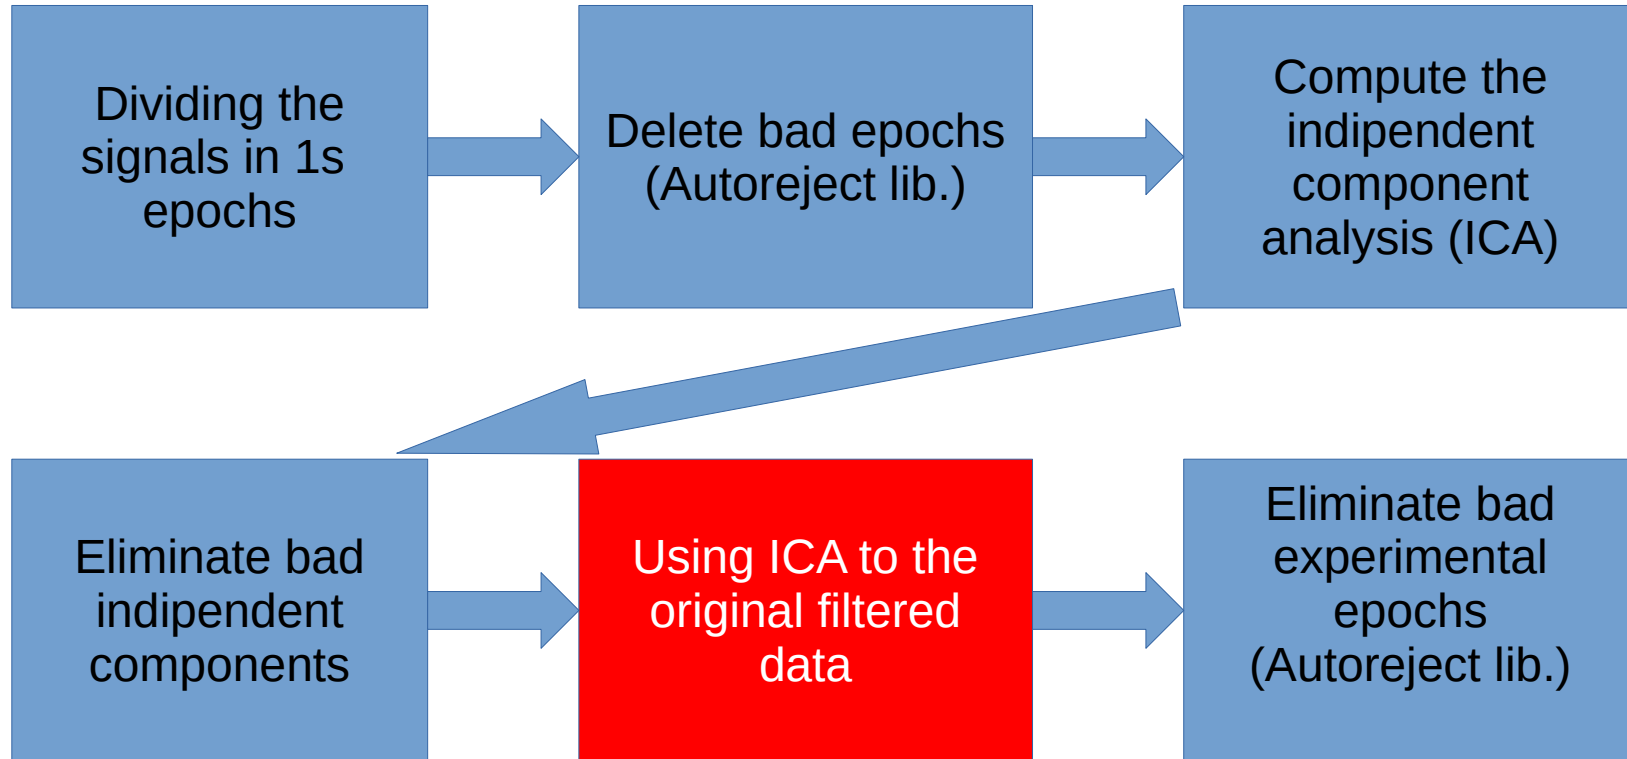 Dividing the
signals in 1s
epochs
Delete bad epochs
(Autoreject lib.)
Compute the
indipendent
component
analysis (ICA)
Eliminate bad
indipendent
components
Using ICA to the
original filtered
data
Eliminate bad
experimental
epochs
(Autoreject lib.)